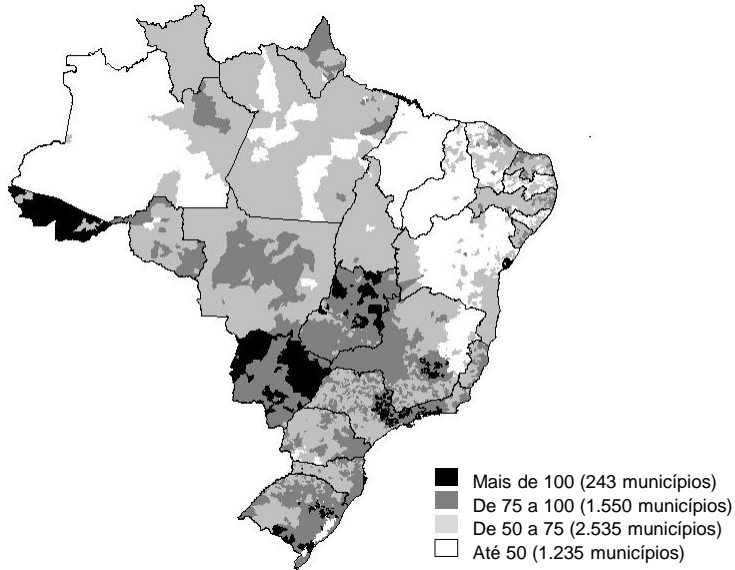 Mais de 100 (243 municípios)
De 75 a 100 (1.550 municípios)
De 50 a 75 (2.535 municípios)
Até 50 (1.235 municípios)